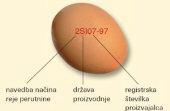 2SI07-97
navedba načina
reje perutnine
država
proizvodnje
registrska
številka
proizvajalca